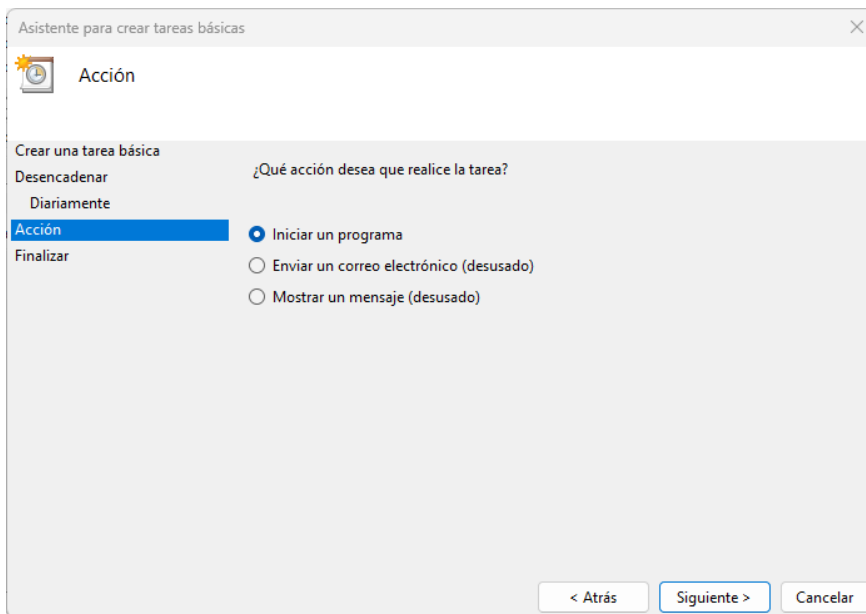 Asistente para crear tareas básicas
Acción
Crear una tarea básica
Desencadenar
Diariamente
Acción
Finalizar
¿Qué acción desea que realice la tarea?
Iniciar un programa
Enviar un correo electrónico (desusado)
Mostrar un mensaje (desusado)
< Atrás
Siguiente >
Cancelar